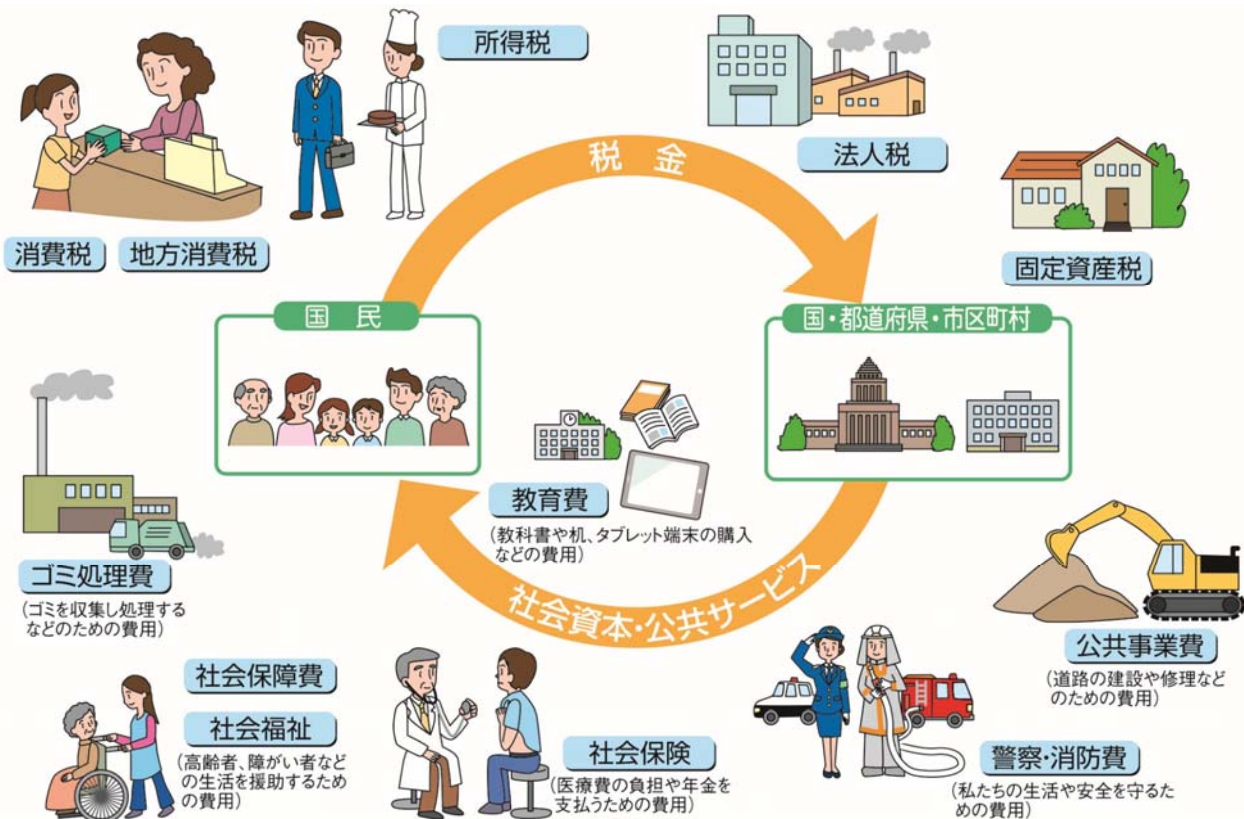 所得税
法人税
税金
消費税
地方消費税
固定資産税
国民
国・都道府県・市区町村
教育費
(教科書や机、タブレット端末の購入
などの費用)
ゴミ処理費
(ゴミを収集し処理する
などのための費用)
社会資本・公共サービス
公共事業費
(道路の建設や修理など
のための費用)
社会保障費
社会福祉
(高齢者、障がい者など
の生活を援助するため
の費用)
社会保険
(医療費の負担や年金を
支払うための費用)
警察・消防費
(私たちの生活や安全を守るた
めの費用)